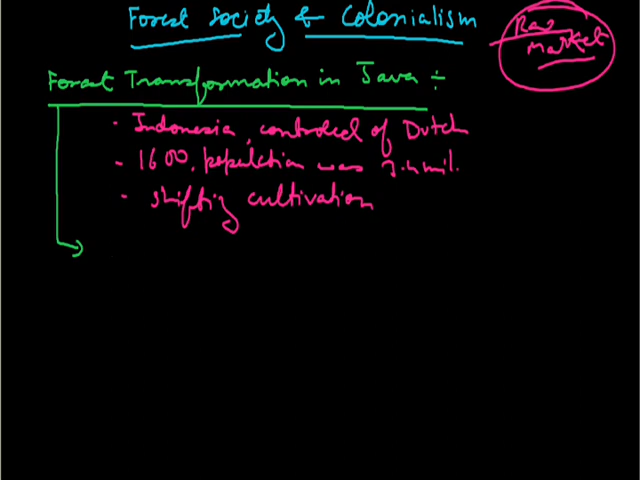 Forest Society & Colonialism
Raw
Market
Forest Transformation in Java :-
· Indonesia, controled of Dutch
- 1600, population was 3.4 mil.
- shifting cultivation